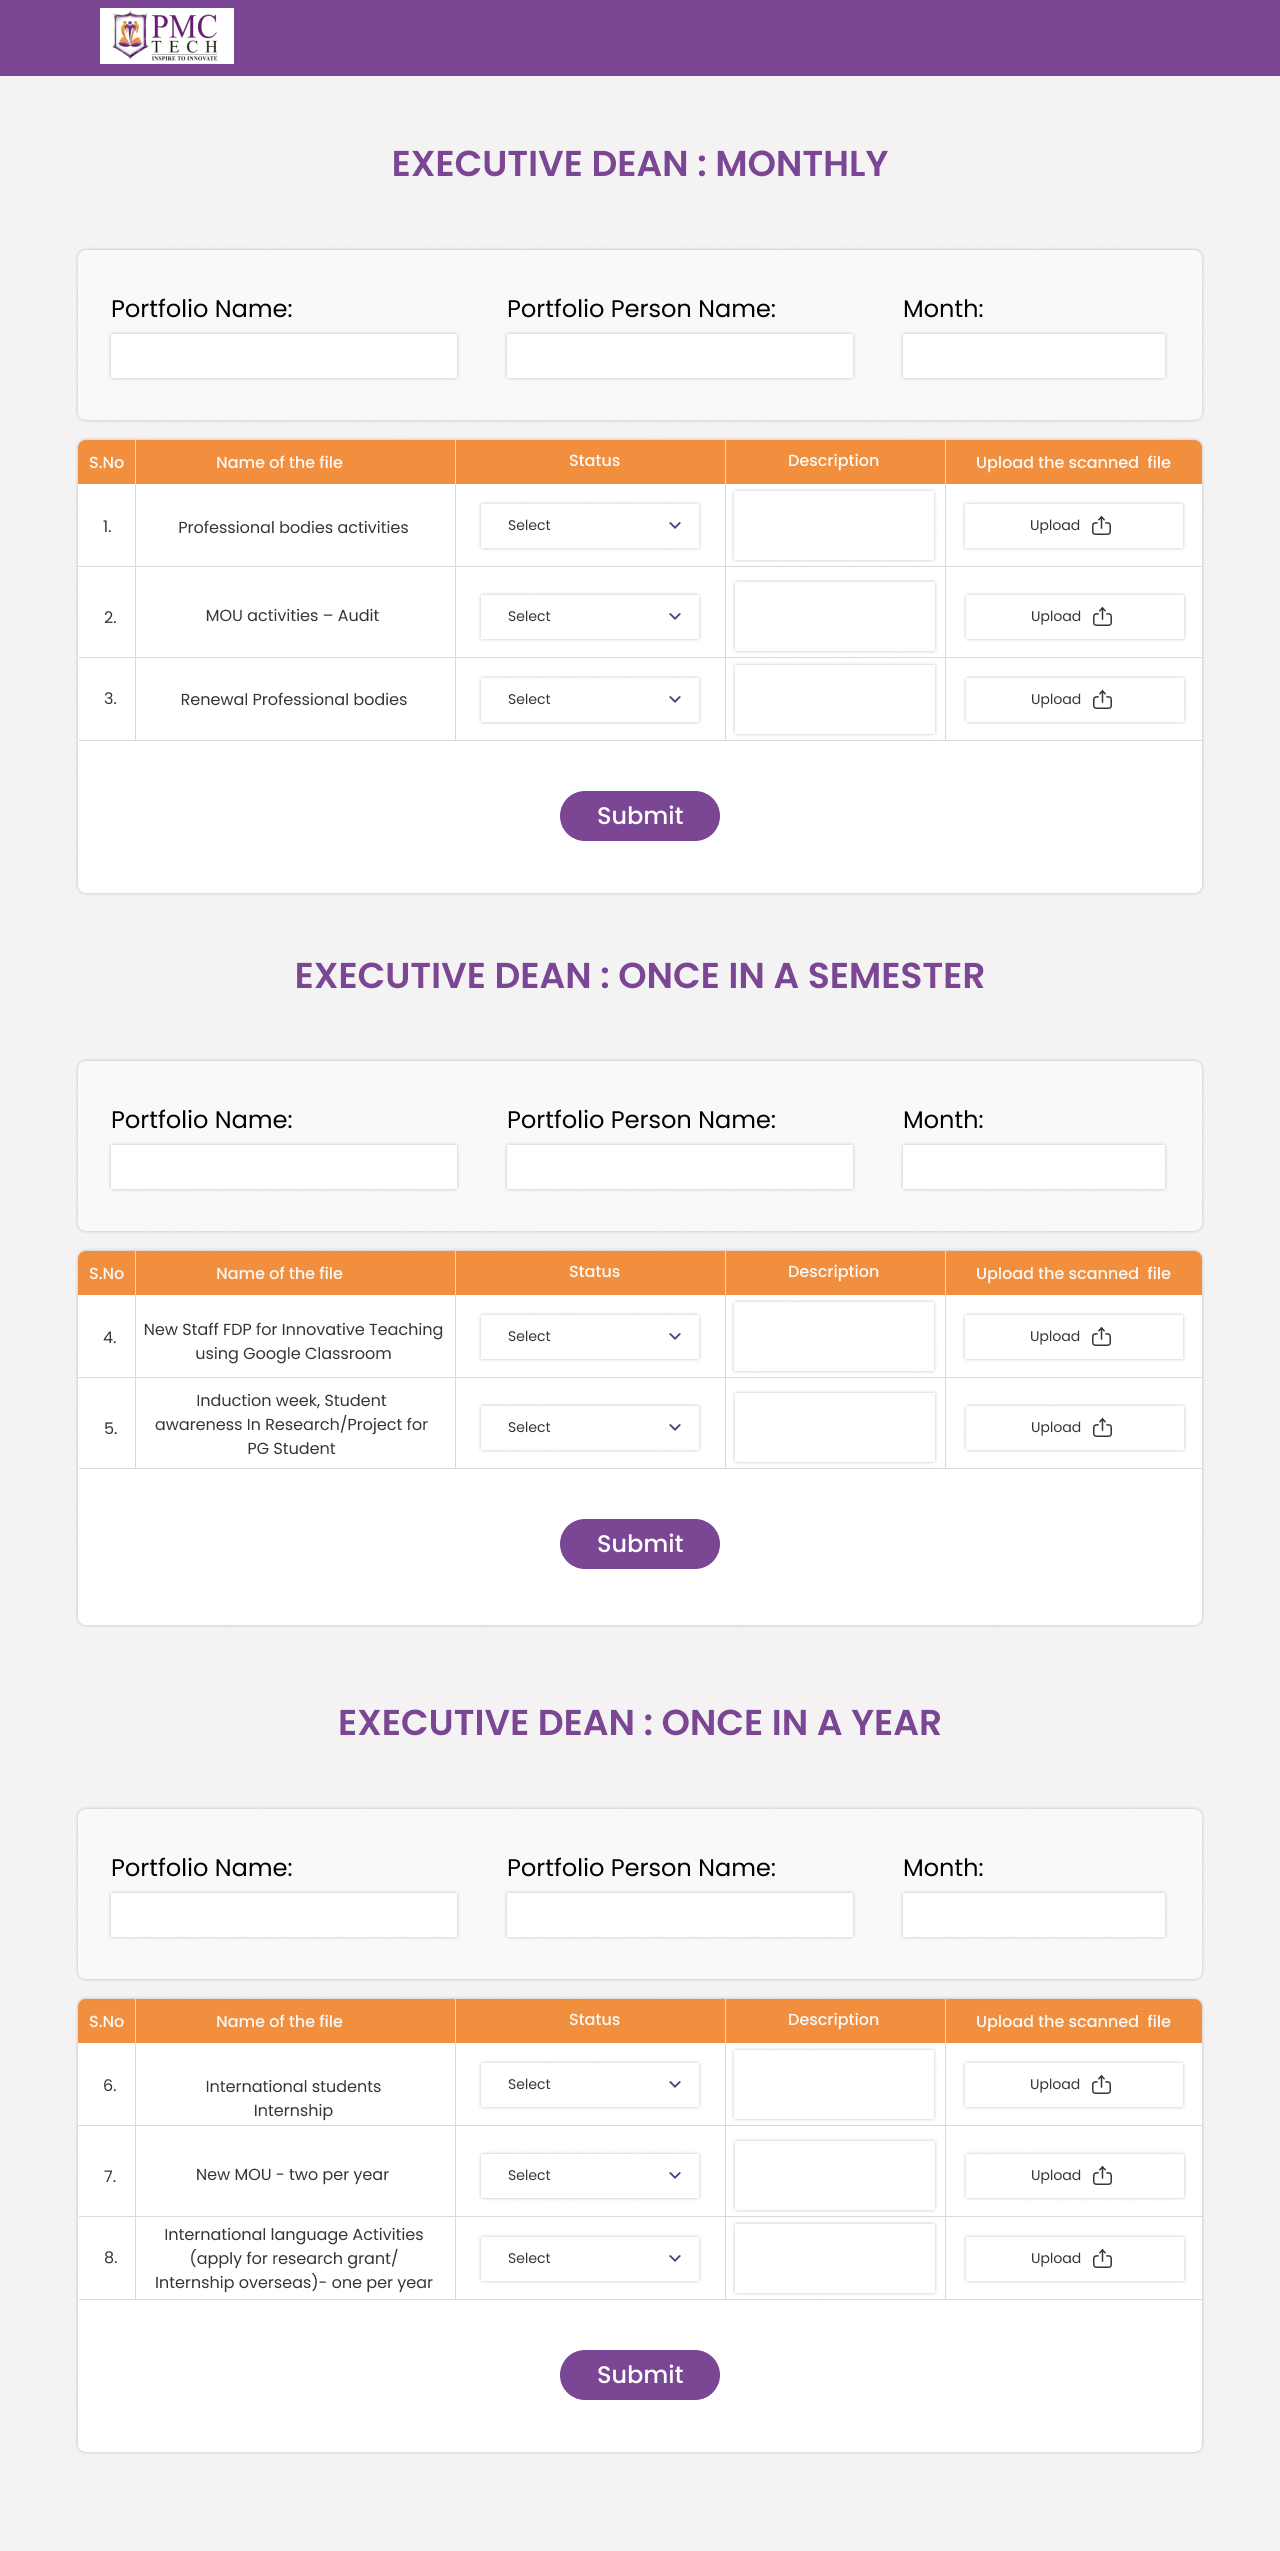 PMC
TECH
INSPIRE TO INNOVATE
EXECUTIVE DEAN : MONTHLY
Portfolio Name: Portfolio Person Name: Month:
S.No Name of the file Status Description Upload the scanned file
1. Professional bodies activities Select Upload
2. MOU activities – Audit Select Upload
3. Renewal Professional bodies Select Upload
Submit
EXECUTIVE DEAN : ONCE IN A SEMESTER
Portfolio Name: Portfolio Person Name: Month:
S.No Name of the file Status Description Upload the scanned file
4. New Staff FDP for Innovative Teaching
using Google Classroom Select Upload
5. Induction week, Student
awareness In Research/Project for
PG Student Select Upload
Submit
EXECUTIVE DEAN : ONCE IN A YEAR
Portfolio Name: Portfolio Person Name: Month:
S.No Name of the file Status Description Upload the scanned file
6. International students
Internship Select Upload
7. New MOU - two per year Select Upload
8. International language Activities
(apply for research grant/
Internship overseas)- one per year Select Upload
Submit